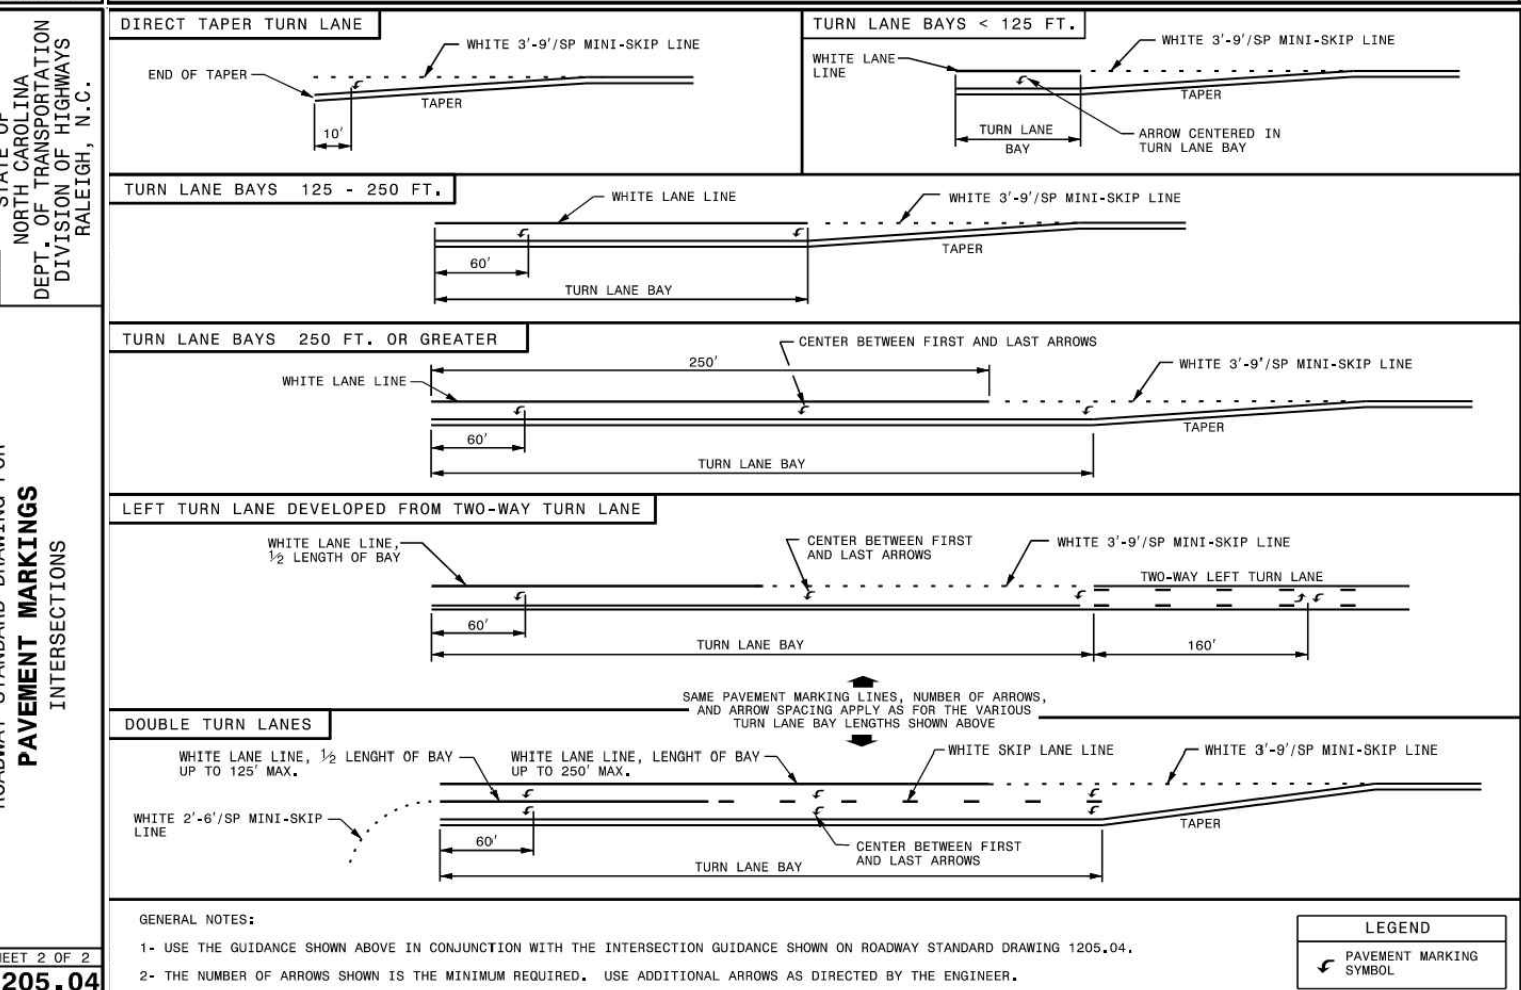 STATE OF
NORTH CAROLINA
DEPT. OF TRANSPORTATION
DIVISION OF HIGHWAYS
RALEIGH, N.C.
STANDARD DRAWING FOR
PAVEMENT MARKINGS
INTERSECTIONS
SHEET 2 OF 2
205.04
DIRECT TAPER TURN LANE
WHITE 3'-9'/SP MINI-SKIP LINE
END OF TAPER
TAPER
10'
TURN LANE BAYS < 125 FT.
WHITE 3'-9'/SP MINI-SKIP LINE
WHITE LANE
LINE
TAPER
TURN LANE
BAY
ARROW CENTERED IN
TURN LANE BAY
TURN LANE BAYS 125 - 250 FT.
WHITE LANE LINE
WHITE 3'-9'/SP MINI-SKIP LINE
TAPER
60'
TURN LANE BAY
TURN LANE BAYS 250 FT. OR GREATER
CENTER BETWEEN FIRST AND LAST ARROWS
250'
WHITE 3'-9'/SP MINI-SKIP LINE
WHITE LANE LINE
TAPER
60'
TURN LANE BAY
LEFT TURN LANE DEVELOPED FROM TWO-WAY TURN LANE
WHITE LANE LINE,
½ LENGTH OF BAY
CENTER BETWEEN FIRST
AND LAST ARROWS
WHITE 3'-9'/SP MINI-SKIP LINE
TWO-WAY LEFT TURN LANE
60'
TURN LANE BAY
160'
SAME PAVEMENT MARKING LINES, NUMBER OF ARROWS,
AND ARROW SPACING APPLY AS FOR THE VARIOUS
TURN LANE BAY LENGTHS SHOWN ABOVE
DOUBLE TURN LANES
WHITE LANE LINE, ½ LENGHT OF BAY
UP TO 125' MAX.
WHITE LANE LINE, LENGHT OF BAY
UP TO 250' MAX.
WHITE SKIP LANE LINE
WHITE 3'-9'/SP MINI-SKIP LINE
WHITE 2'-6'/SP MINI-SKIP
LINE
TAPER
60'
CENTER BETWEEN FIRST
AND LAST ARROWS
TURN LANE BAY
GENERAL NOTES:
1- USE THE GUIDANCE SHOWN ABOVE IN CONJUNCTION WITH THE INTERSECTION GUIDANCE SHOWN ON ROADWAY STANDARD DRAWING 1205.04.
2- THE NUMBER OF ARROWS SHOWN IS THE MINIMUM REQUIRED. USE ADDITIONAL ARROWS AS DIRECTED BY THE ENGINEER.
LEGEND
PAVEMENT MARKING
SYMBOL